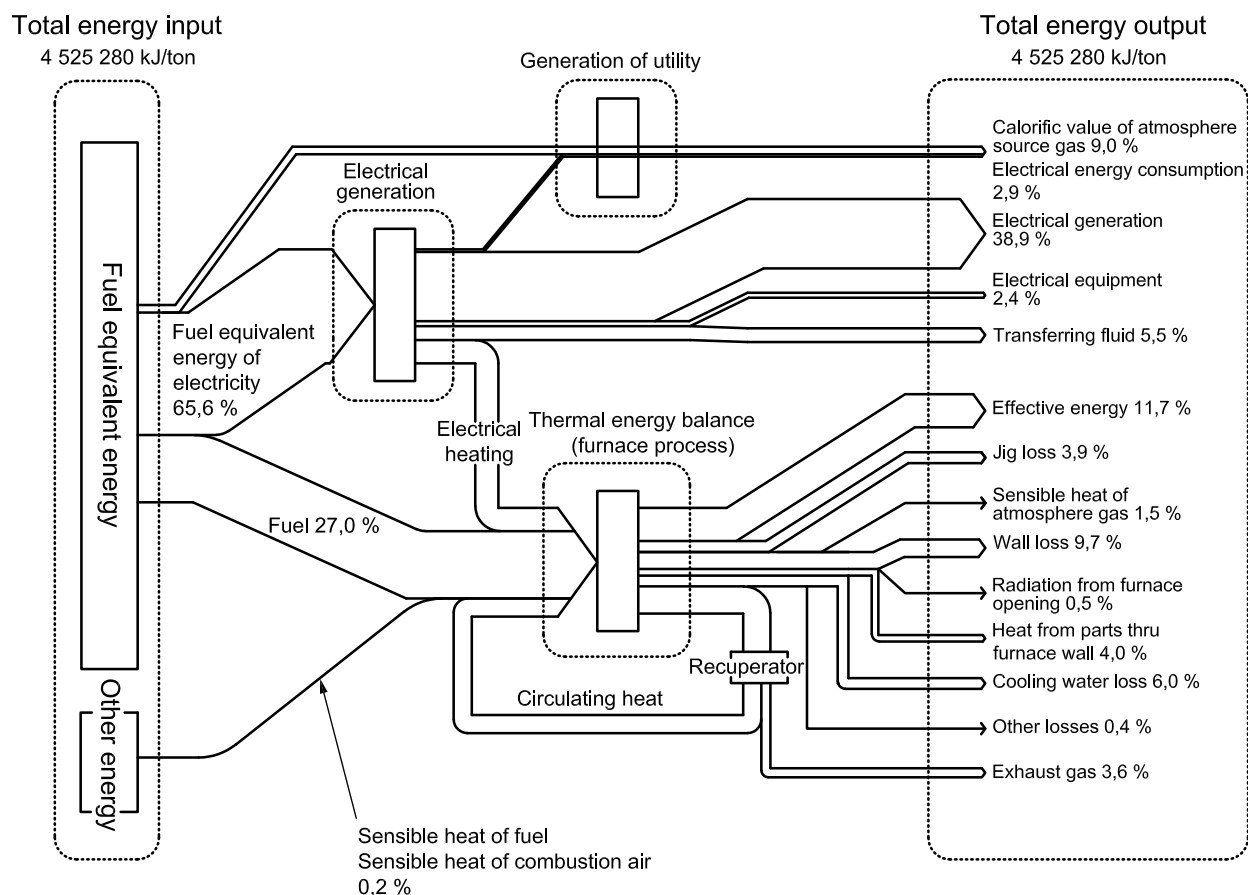 Total energy input
4 525 280 kJ/ton
Total energy output
4 525 280 kJ/ton
Generation of utility
Electrical
generation
Fuel equivalent energy
Other energy
Fuel equivalent
energy of
electricity
65,6 %
Fuel 27,0 %
Electrical
heating
Thermal energy balance
(furnace process)
Recuperator
Circulating heat
Sensible heat of fuel
Sensible heat of combustion air
0,2 %
Calorific value of atmosphere
source gas 9,0 %
Electrical energy consumption
2,9 %
Electrical generation
38,9 %
Electrical equipment
2,4 %
Transferring fluid 5,5 %
Effective energy 11,7 %
Jig loss 3,9 %
Sensible heat of
atmosphere gas 1,5 %
Wall loss 9,7 %
Radiation from furnace
opening 0,5 %
Heat from parts thru
furnace wall 4,0 %
Cooling water loss 6,0 %
Other losses 0,4 %
Exhaust gas 3,6 %